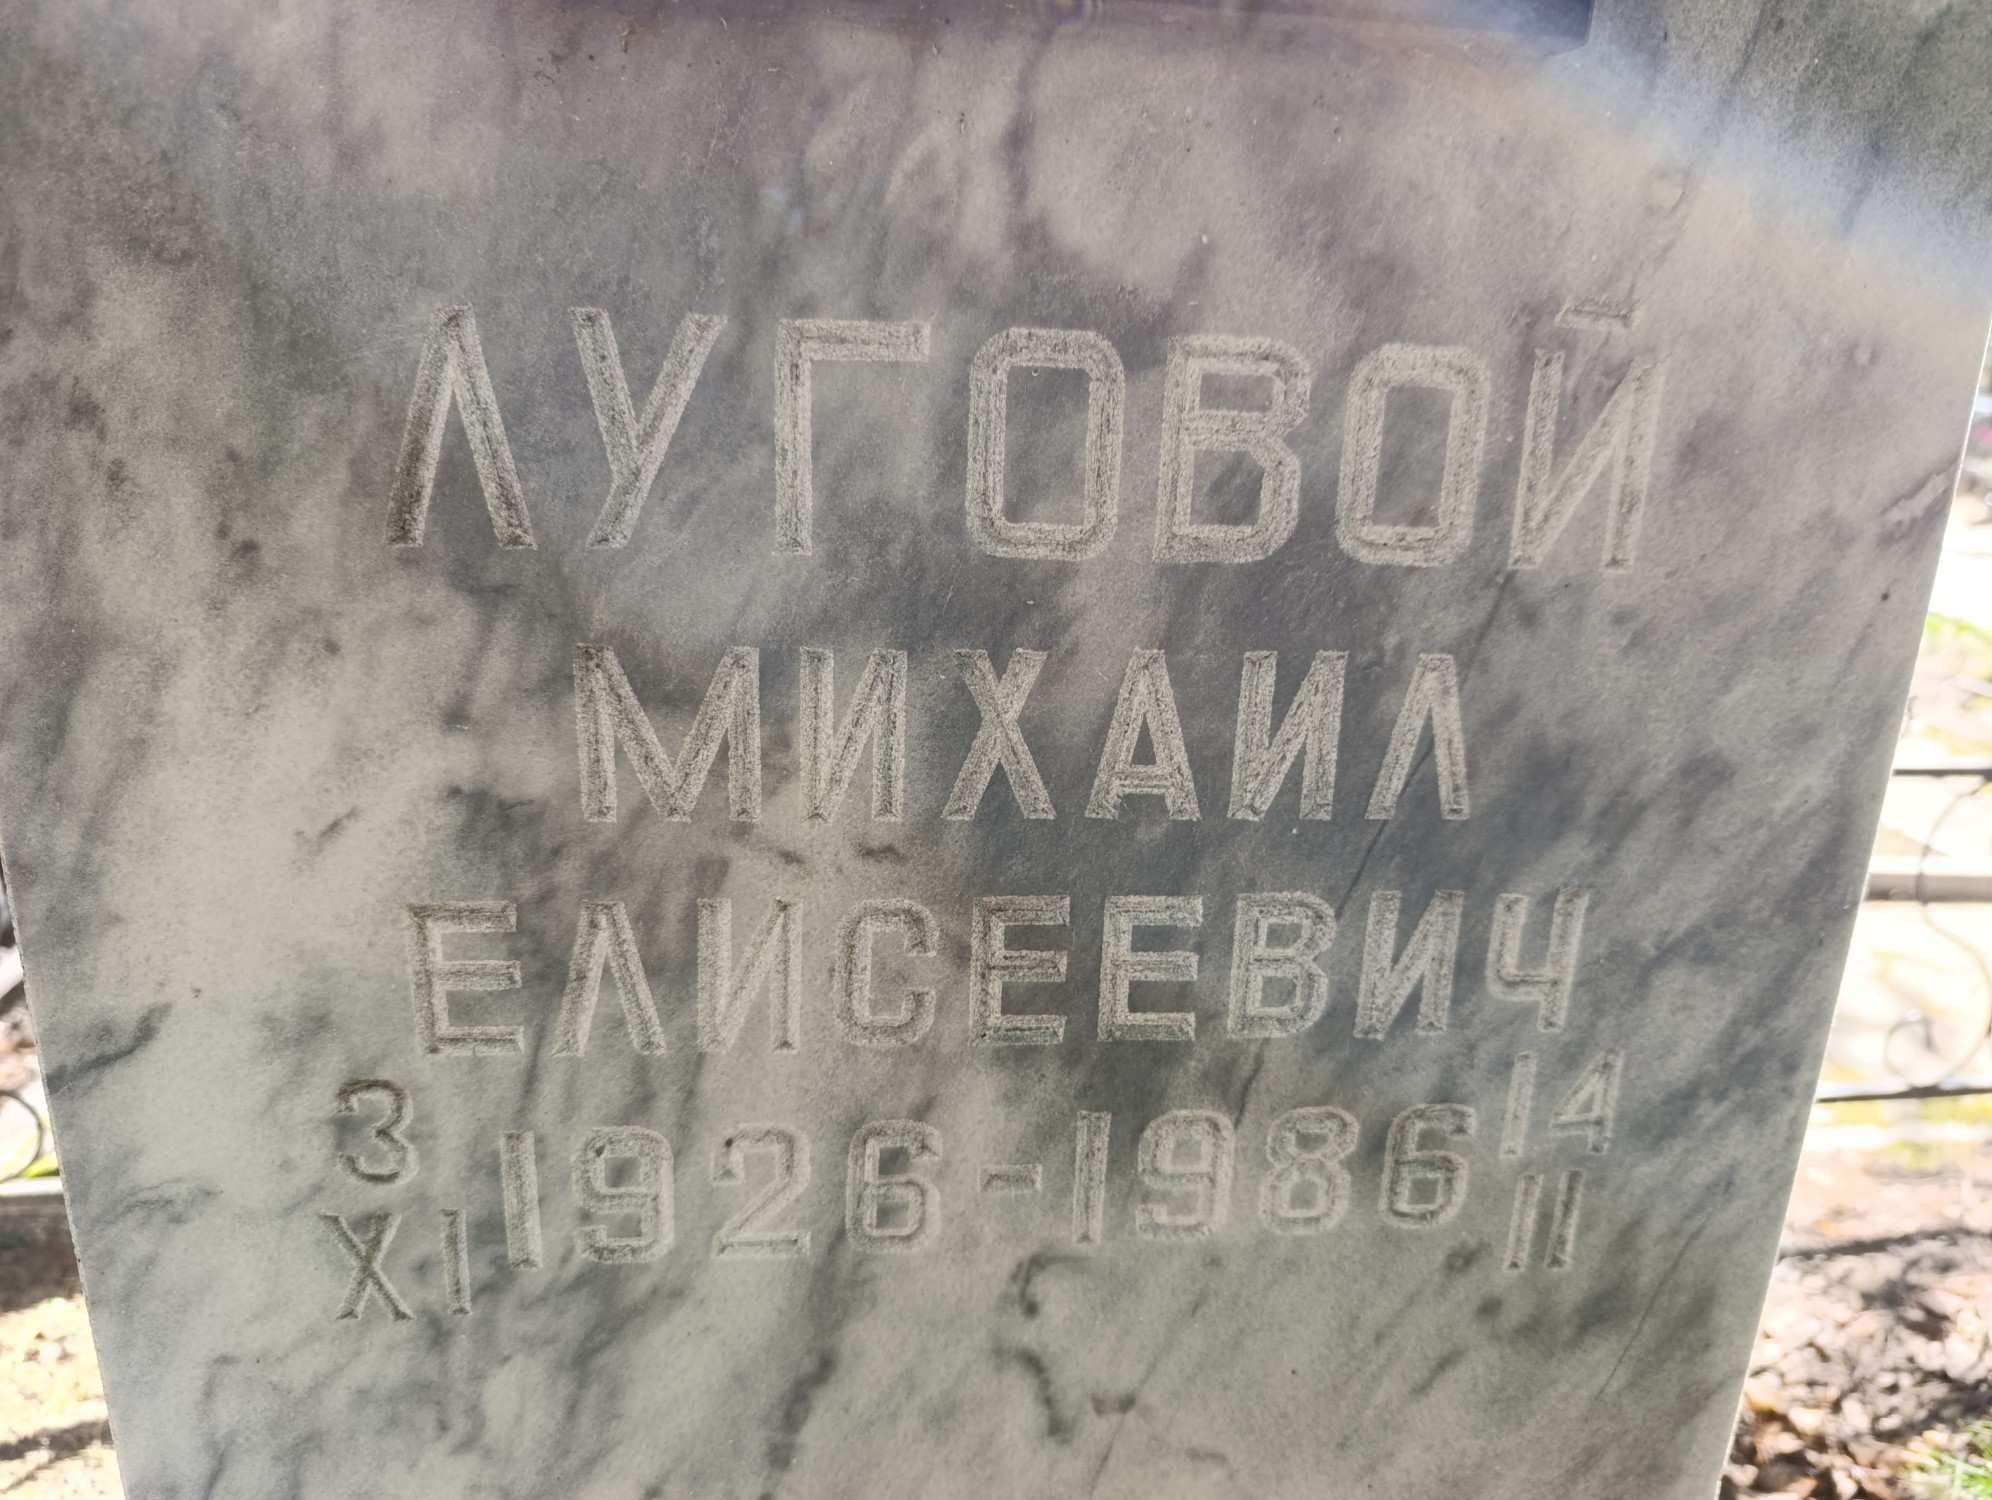 ЛУГОВОЙ
МИХАИЛ
ЕЛИСЕЕВИЧ
3 XI 1926-1986 14 II